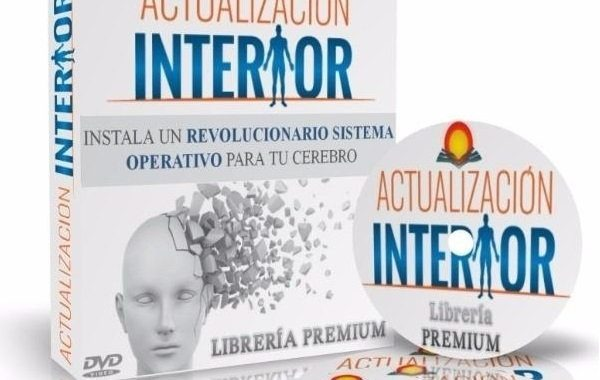 ACTUALIZACIÓN
INTERIOR
INSTALA UN REVOLUCIONARIO SISTEMA
OPERATIVO PARA TU CEREBRO
LIBRERÍA PREMIUM
ACTUALIZACIÓN INTERIOR
DVD
VIDEO
ACTUALIZACIÓN
INTERIOR
Librería
PREMIUM